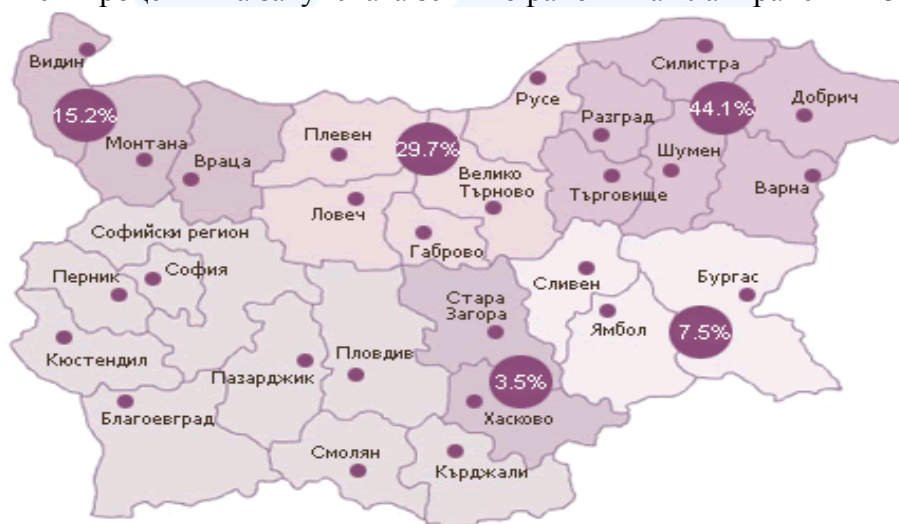 Видин
Силистра
Русе
Добрич
15.2%
44.1%
Разград
Плевен
Монтана
29.7%
Шумен
Враца
Велико
Търново
Търговище
Варна
Ловеч
Софийски регион
Габрово
София
Перник
Сливен
Бургас
Стара
Загора
Ямбол
7.5%
Кюстендил
Пловдив
Пазарджик
3.5%
Благоевград
Хасково
Смолян
Кърджали